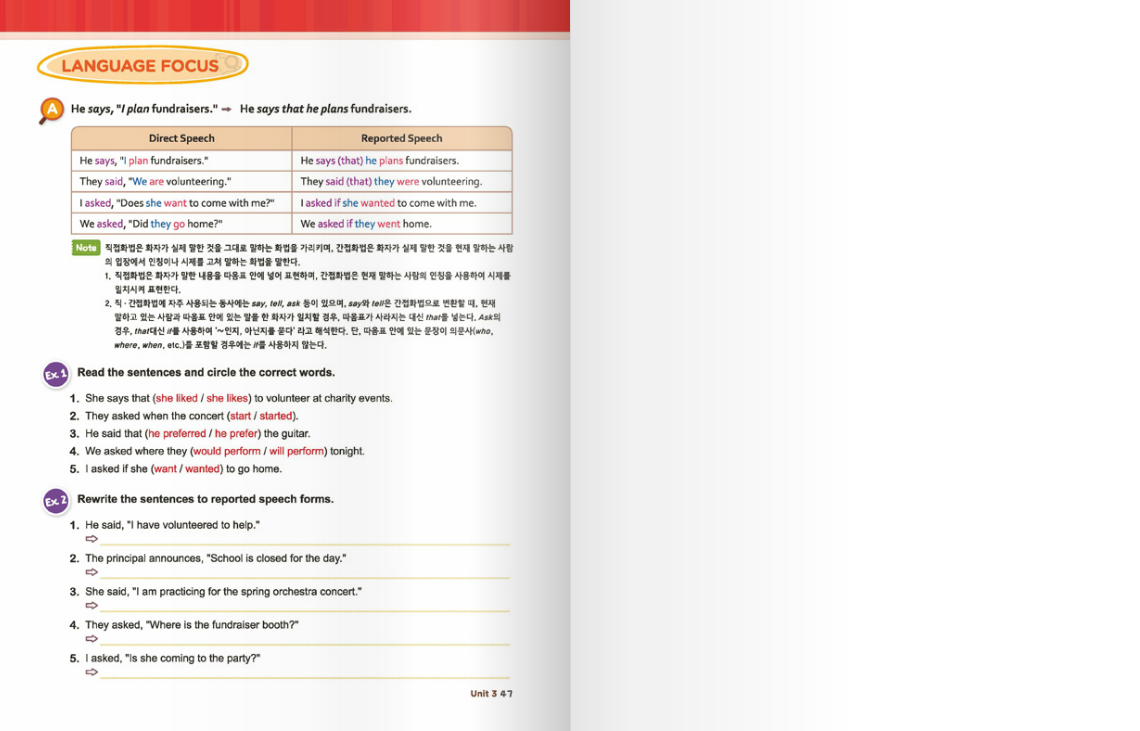 LANGUAGE FOCUS
A He says, "I plan fundraisers." ➡ He says that he plans fundraisers.
Direct Speech Reported Speech
He says, "I plan fundraisers." He says (that) he plans fundraisers.
They said, "We are volunteering." They said (that) they were volunteering.
I asked, "Does she want to come with me?" I asked if she wanted to come with me.
We asked, "Did they go home?" We asked if they went home.
Note 직접화법은 화자가 실제 말한 것을 그대로 말하는 화법을 가리키며, 간접화법은 화자가 실제 말한 것을 현재 말하는 사람
의 입장에서 인칭이나 시제를 고쳐 말하는 화법을 말한다.
1. 직접화법은 화자가 말한 내용을 따옴표 안에 넣어 표현하며, 간접화법은 현재 말하는 사람의 인칭을 사용하여 시제를
일치시켜 표현한다.
2. 직·간접화법에 자주 사용되는 동사에는 say, tell, ask 등이 있으며, say와 tell은 간접화법으로 변환할 때, 현재
말하고 있는 사람과 따옴표 안에 있는 말을 한 화자가 일치할 경우, 따옴표가 사라지는 대신 that을 넣는다. Ask의
경우, that대신 if를 사용하여 '~인지, 아닌지를 묻다' 라고 해석한다. 단, 따옴표 안에 있는 문장이 의문사(who,
where, when, etc.)를 포함할 경우에는 if를 사용하지 않는다.
Ex. 1 Read the sentences and circle the correct words.
1. She says that (she liked / she likes) to volunteer at charity events.
2. They asked when the concert (start / started).
3. He said that (he preferred / he prefer) the guitar.
4. We asked where they (would perform / will perform) tonight.
5. I asked if she (want / wanted) to go home.
Ex. 2 Rewrite the sentences to reported speech forms.
1. He said, "I have volunteered to help."
⇨
2. The principal announces, "School is closed for the day."
⇨
3. She said, "I am practicing for the spring orchestra concert."
⇨
4. They asked, "Where is the fundraiser booth?"
⇨
5. I asked, "Is she coming to the party?"
⇨
Unit 3 47